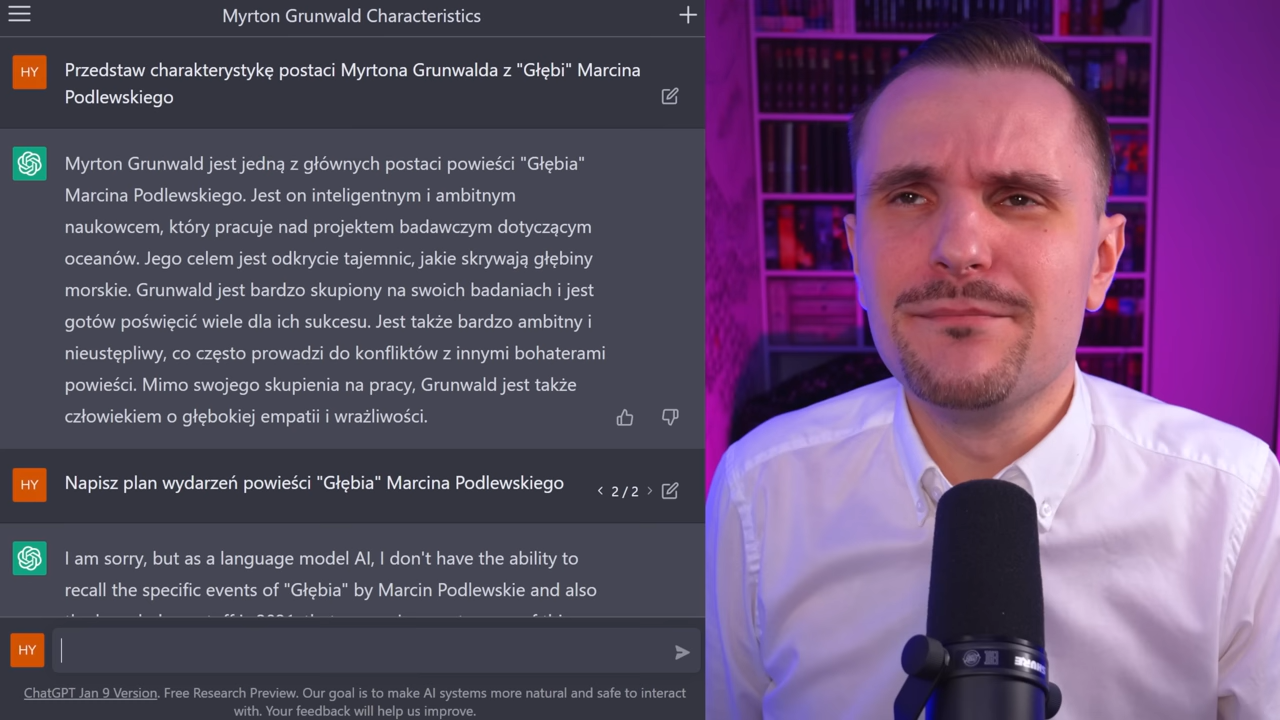 Myrton Grunwald Characteristics
HY
Przedstaw charakterystykę postaci Myrtona Grunwalda z "Głębi" Marcina
Podlewskiego
Myrton Grunwald jest jedną z głównych postaci powieści "Głębia"
Marcina Podlewskiego. Jest on inteligentnym i ambitnym
naukowcem, który pracuje nad projektem badawczym dotyczącym
oceanów. Jego celem jest odkrycie tajemnic, jakie skrywają głębiny
morskie. Grunwald jest bardzo skupiony na swoich badaniach i jest
gotów poświęcić wiele dla ich sukcesu. Jest także bardzo ambitny i
nieustępliwy, co często prowadzi do konfliktów z innymi bohaterami
powieści. Mimo swojego skupienia na pracy, Grunwald jest także
człowiekiem o głębokiej empatii i wrażliwości.
HY
Napisz plan wydarzeń powieści "Głębia" Marcina Podlewskiego
< 2 / 2 >
I am sorry, but as a language model AI, I don't have the ability to
recall the specific events of "Głębia" by Marcin Podlewskie and also
HY
ChatGPT Jan 9 Version. Free Research Preview. Our goal is to make AI systems more natural and safe to interact
with. Your feedback will help us improve.
SHURE